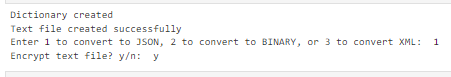 Dictionary created
Text file created successfully
Enter 1 to convert to JSON, 2 to convert to BINARY, or 3 to convert XML:  1
Encrypt text file? y/n:  y